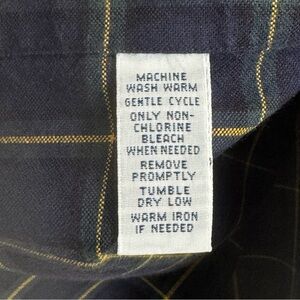 MACHINE
WASH WARM
GENTLE CYCLE
ONLY NON-
CHLORINE
BLEACH
WHEN NEEDED
REMOVE
PROMPTLY
TUMBLE
DRY LOW
WARM IRON
IF NEEDED